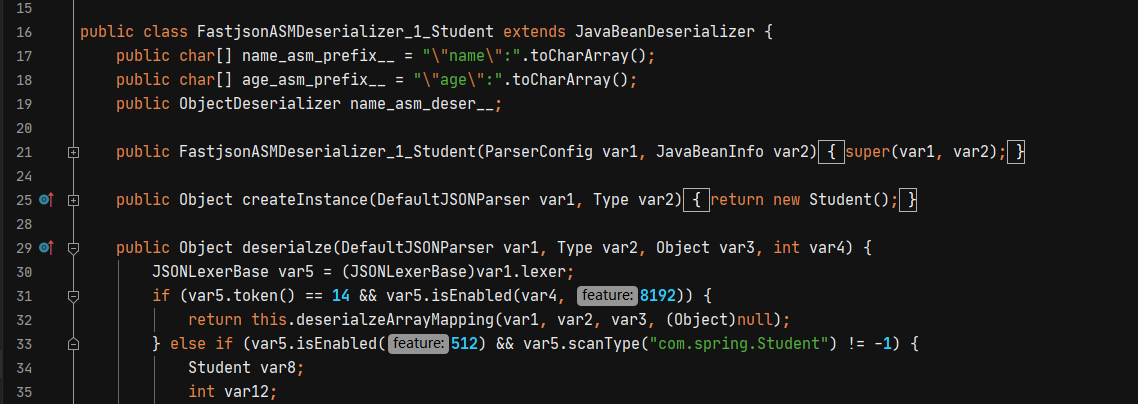 15
16 public class FastjsonASMDeserializer_1_Student extends JavaBeanDeserializer {
17 public char[] name_asm_prefix__ = "\"name\":".toCharArray();
18 public char[] age_asm_prefix__ = "\"age\":".toCharArray();
19 public ObjectDeserializer name_asm_deser__;
20
21 public FastjsonASMDeserializer_1_Student(ParserConfig var1, JavaBeanInfo var2) { super(var1, var2); }
24
25 public Object createInstance(DefaultJSONParser var1, Type var2) { return new Student(); }
28
29 public Object deserialze(DefaultJSONParser var1, Type var2, Object var3, int var4) {
30 JSONLexerBase var5 = (JSONLexerBase)var1.lexer;
31 if (var5.token() == 14 && var5.isEnabled(var4, feature: 8192)) {
32 return this.deserialzeArrayMapping(var1, var2, var3, (Object)null);
33 } else if (var5.isEnabled( feature: 512) && var5.scanType("com.spring.Student") != -1) {
34 Student var8;
35 int var12;